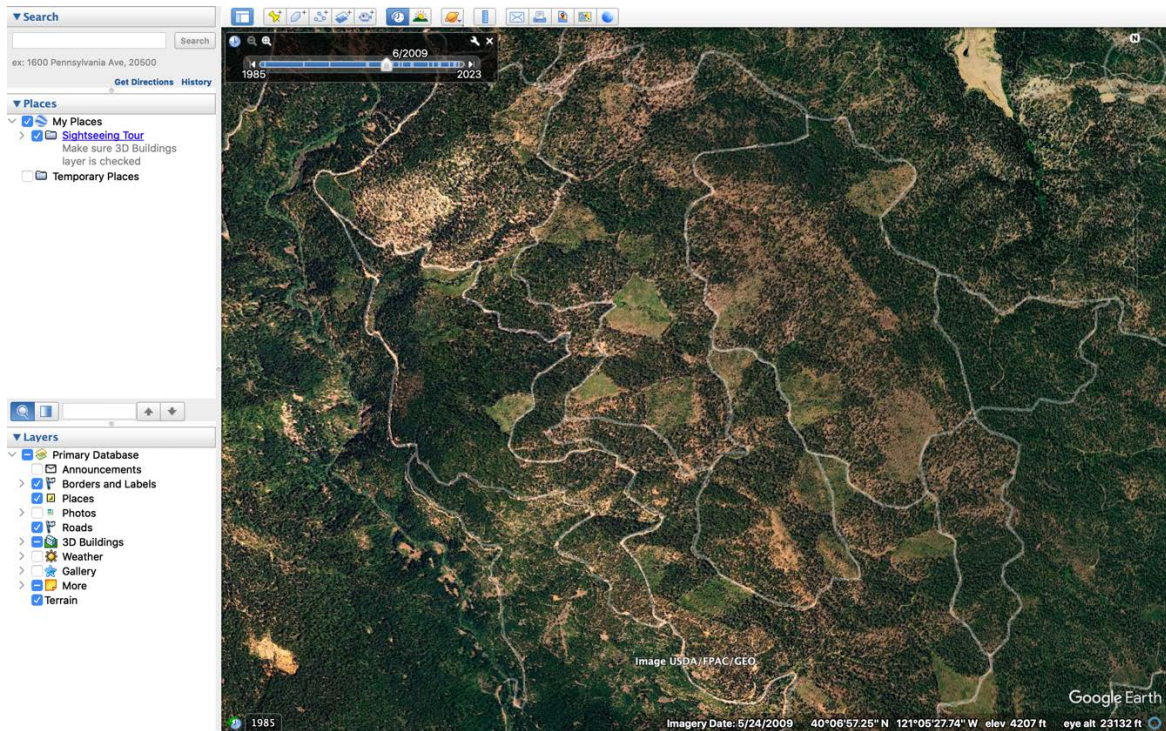 Search
Search
ex: 1600 Pennsylvania Ave, 20500
Get Directions History
Places
My Places
Sightseeing Tour
Make sure 3D Buildings
layer is checked
Temporary Places
Layers
Primary Database
Announcements
Borders and Labels
Places
Photos
Roads
3D Buildings
Weather
Gallery
More
Terrain
6/2009
1985
2023
N
Image USDA/FPAC/GEO
Google Earth
1985
Imagery Date: 5/24/2009 40°06'57.25" N 121°05'27.74" W elev 4207 ft eye alt 23132 ft